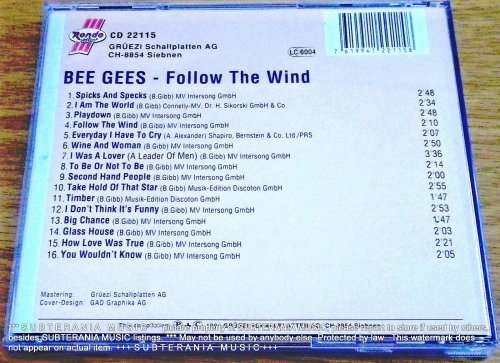 Rondo
CD 22115
GRÜEZI Schallplatten AG
CH-8854 Siebnen
LC 6004
BEE GEES - Follow The Wind
1. Spicks And Specks (B.Gibb) MV Intersong GmbH 2'48
2. I Am The World (B.Gibb) Connelly-MV, Dr. H. Sikorski GmbH & Co. 2'34
3. Playdown (B.Gibb) MV Intersong GmbH 2'48
4. Follow The Wind (B.Gibb) MV Intersong GmbH 2'10
5. Everyday I Have To Cry (A. Alexander) Shapiro, Bernstein & Co. Ltd/PRS 2'07
6. Wine And Woman (B.Gibb) MV Intersong GmbH 2'50
7. I Was A Lover (A Leader Of Men) (B.Gibb) MV Intersong GmbH 3'36
8. To Be Or Not To Be (B.Gibb) MV Intersong GmbH 2'14
9. Second Hand People (B.Gibb) MV Intersong GmbH 2'00
10. Take Hold Of That Star (B.Gibb) Musik-Edition Discoton GmbH 2'55
11. Timber (B.Gibb) Musik-Edition Discoton GmbH 1'47
12. I Don't Think It's Funny (B.Gibb) MV Intersong GmbH 2'53
13. Big Chance (B.Gibb) MV Intersong GmbH 1'47
14. Glass House (B.Gibb) MV Intersong GmbH 2'03
15. How Love Was True (B.Gibb) MV Intersong GmbH 2'21
16. You Wouldn't Know (B.Gibb) MV Intersong GmbH 2'05
Mastering: Grüezi Schallplatten AG
Cover-Design: GAD Graphika AG
CH-8854 Siebnen
store if used by others,
besides SUBTERANIA MUSIC listings. +++ May not be used by anybody else. Protected by law. This watermark does
not appear on actual item. +++ S U B T E R A N I A M U S I C +++